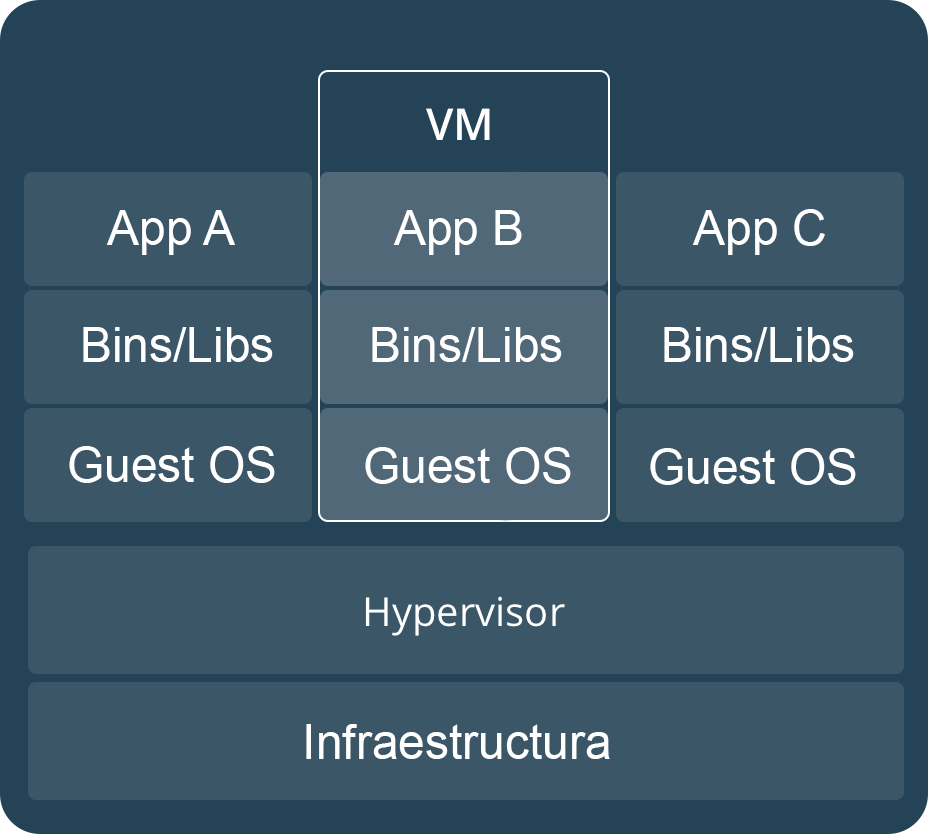 VM
App A
App B
App C
Bins/Libs
Bins/Libs
Bins/Libs
Guest OS
Guest OS
Guest OS
Hypervisor
Infraestructura